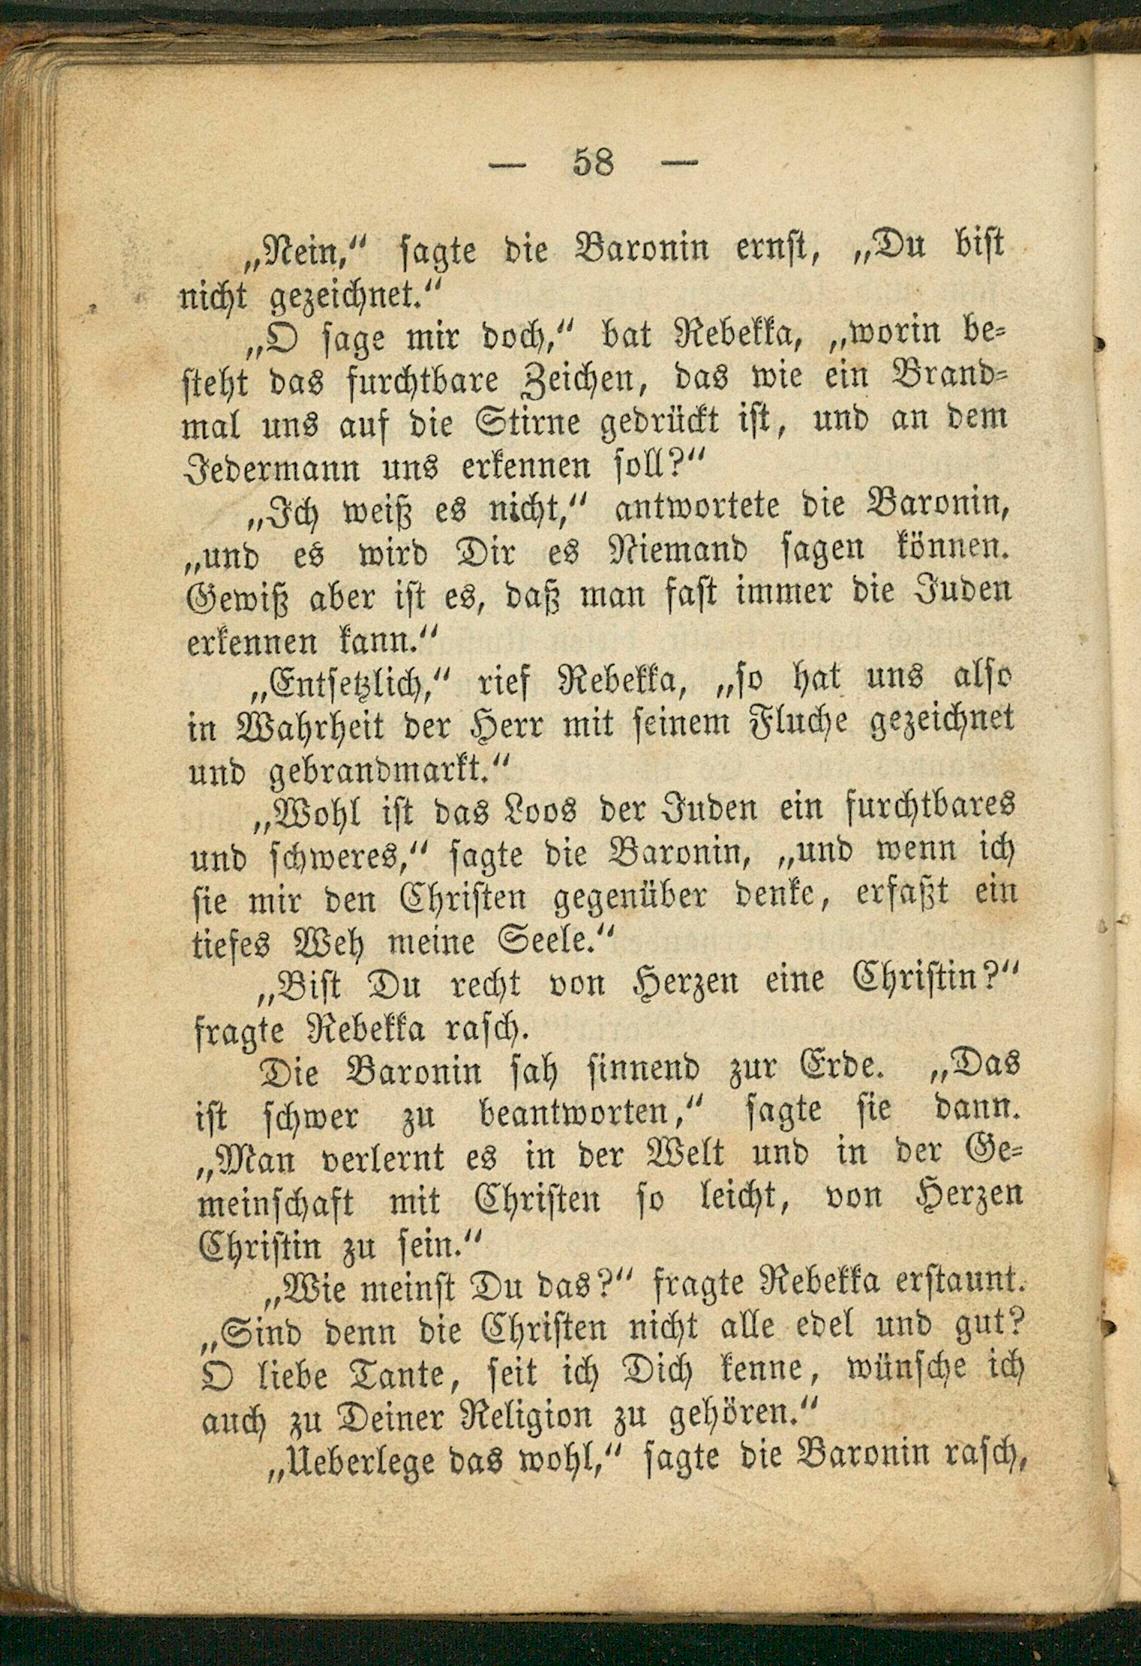 — 58 —
„Nein,“ sagte die Baronin ernst, „Du bist
nicht gezeichnet.“
„O sage mir doch,“ bat Rebekka, „worin be-
steht das furchtbare Zeichen, das wie ein Brand-
mal uns auf die Stirne gedrückt ist, und an dem
Jedermann uns erkennen soll?“
„Ich weiß es nicht,“ antwortete die Baronin,
„und es wird Dir es Niemand sagen können.
Gewiß aber ist es, daß man fast immer die Juden
erkennen kann.“
„Entsetzlich,“ rief Rebekka, „so hat uns also
in Wahrheit der Herr mit seinem Fluche gezeichnet
und gebrandmarkt.“
„Wohl ist das Loos der Juden ein furchtbares
und schweres,“ sagte die Baronin, „und wenn ich
sie mir den Christen gegenüber denke, erfaßt ein
tiefes Weh meine Seele.“
„Bist Du recht von Herzen eine Christin?“
fragte Rebekka rasch.
Die Baronin sah sinnend zur Erde. „Das
ist schwer zu beantworten,“ sagte sie dann.
„Man verlernt es in der Welt und in der Ge-
meinschaft mit Christen so leicht, von Herzen
Christin zu sein.“
„Wie meinst Du das?“ fragte Rebekka erstaunt.
„Sind denn die Christen nicht alle edel und gut?
O liebe Tante, seit ich Dich kenne, wünsche ich
auch zu Deiner Religion zu gehören.“
„Ueberlege das wohl,“ sagte die Baronin rasch,